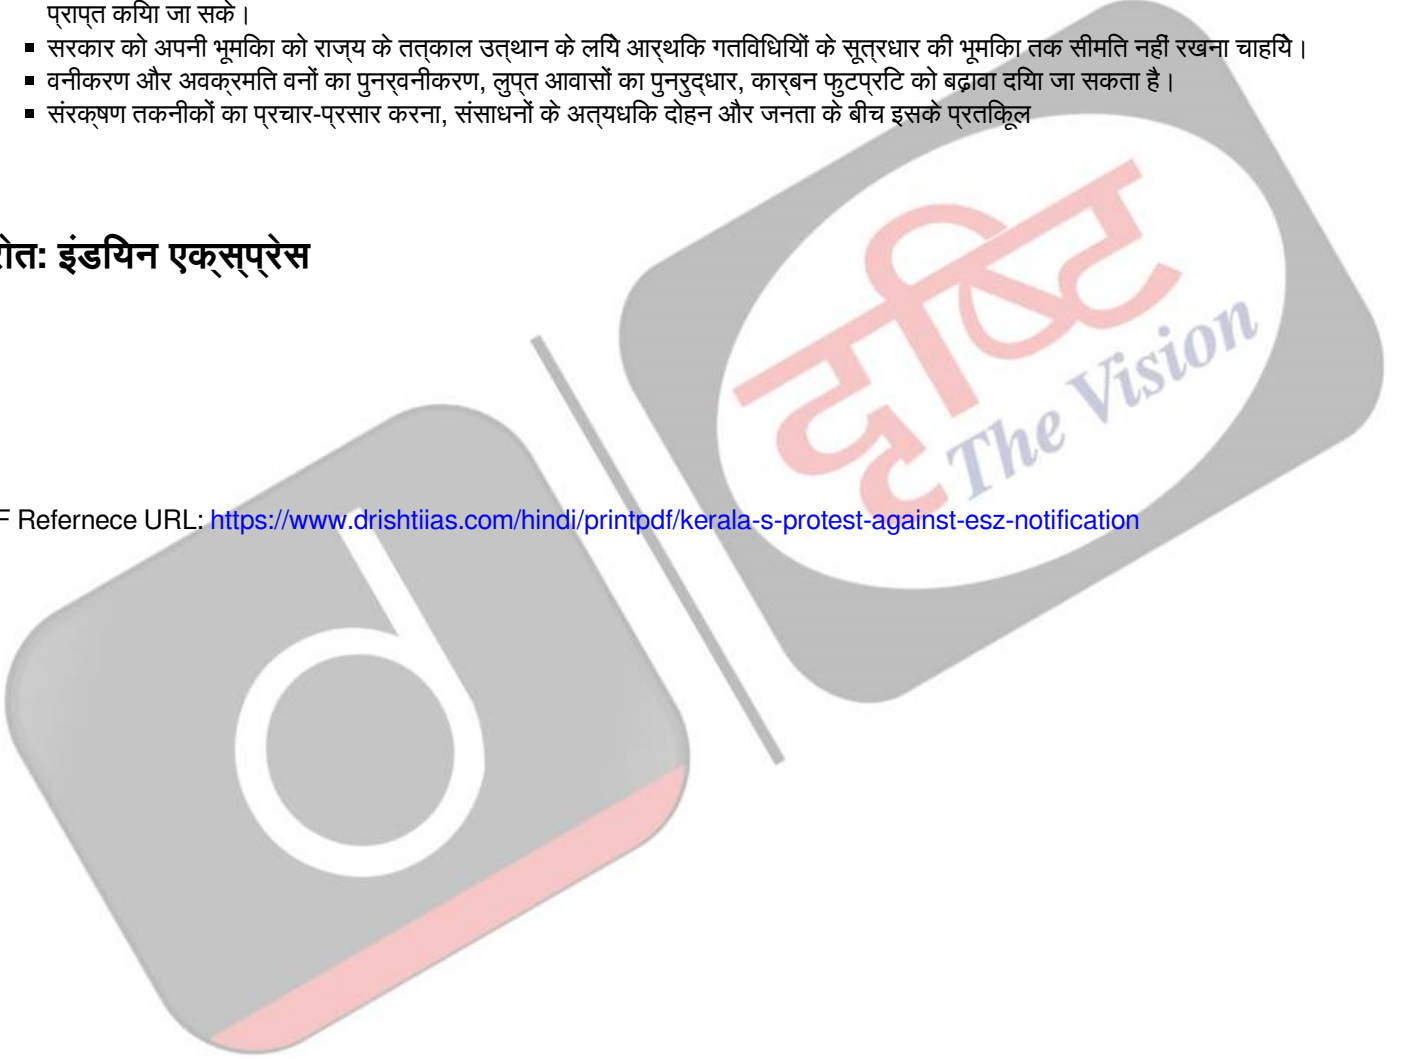 प्राप्त किया जा सके।
▪ सरकार को अपनी भूमिका को राज्य के तत्काल उत्थान के लिये आर्थिक गतिविधियों के सूत्रधार की भूमिका तक सीमित नहीं रखना चाहिये।
▪ वनीकरण और अवक्रमित वनों का पुनर्वनीकरण, लुप्त आवासों का पुनरुद्धार, कार्बन फुटप्रिट को बढ़ावा दिया जा सकता है।
▪ संरक्षण तकनीकों का प्रचार-प्रसार करना, संसाधनों के अत्यधिक दोहन और जनता के बीच इसके प्रतिकूल
रोत: इंडियन एक्सप्रेस
दृष्टि
The Vision
F Refernece URL: https://www.drishtiias.com/hindi/printpdf/kerala-s-protest-against-esz-notification
d